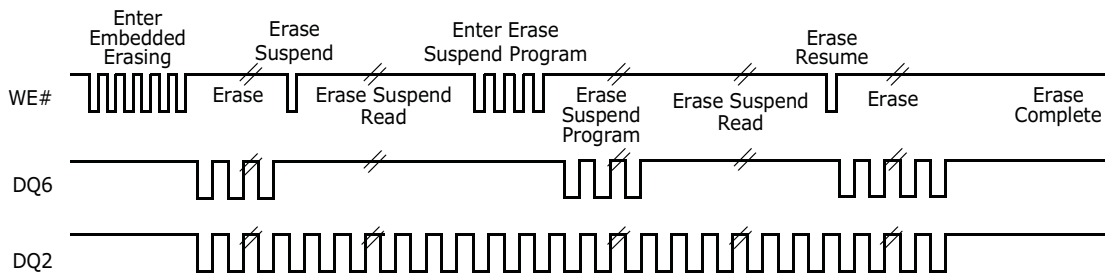 Enter
Embedded
Erasing
Erase
Suspend
Enter Erase
Suspend Program
Erase
Resume
WE#
Erase
Erase Suspend
Read
Erase
Suspend
Program
Erase Suspend
Read
Erase
Erase
Complete
DQ6
DQ2